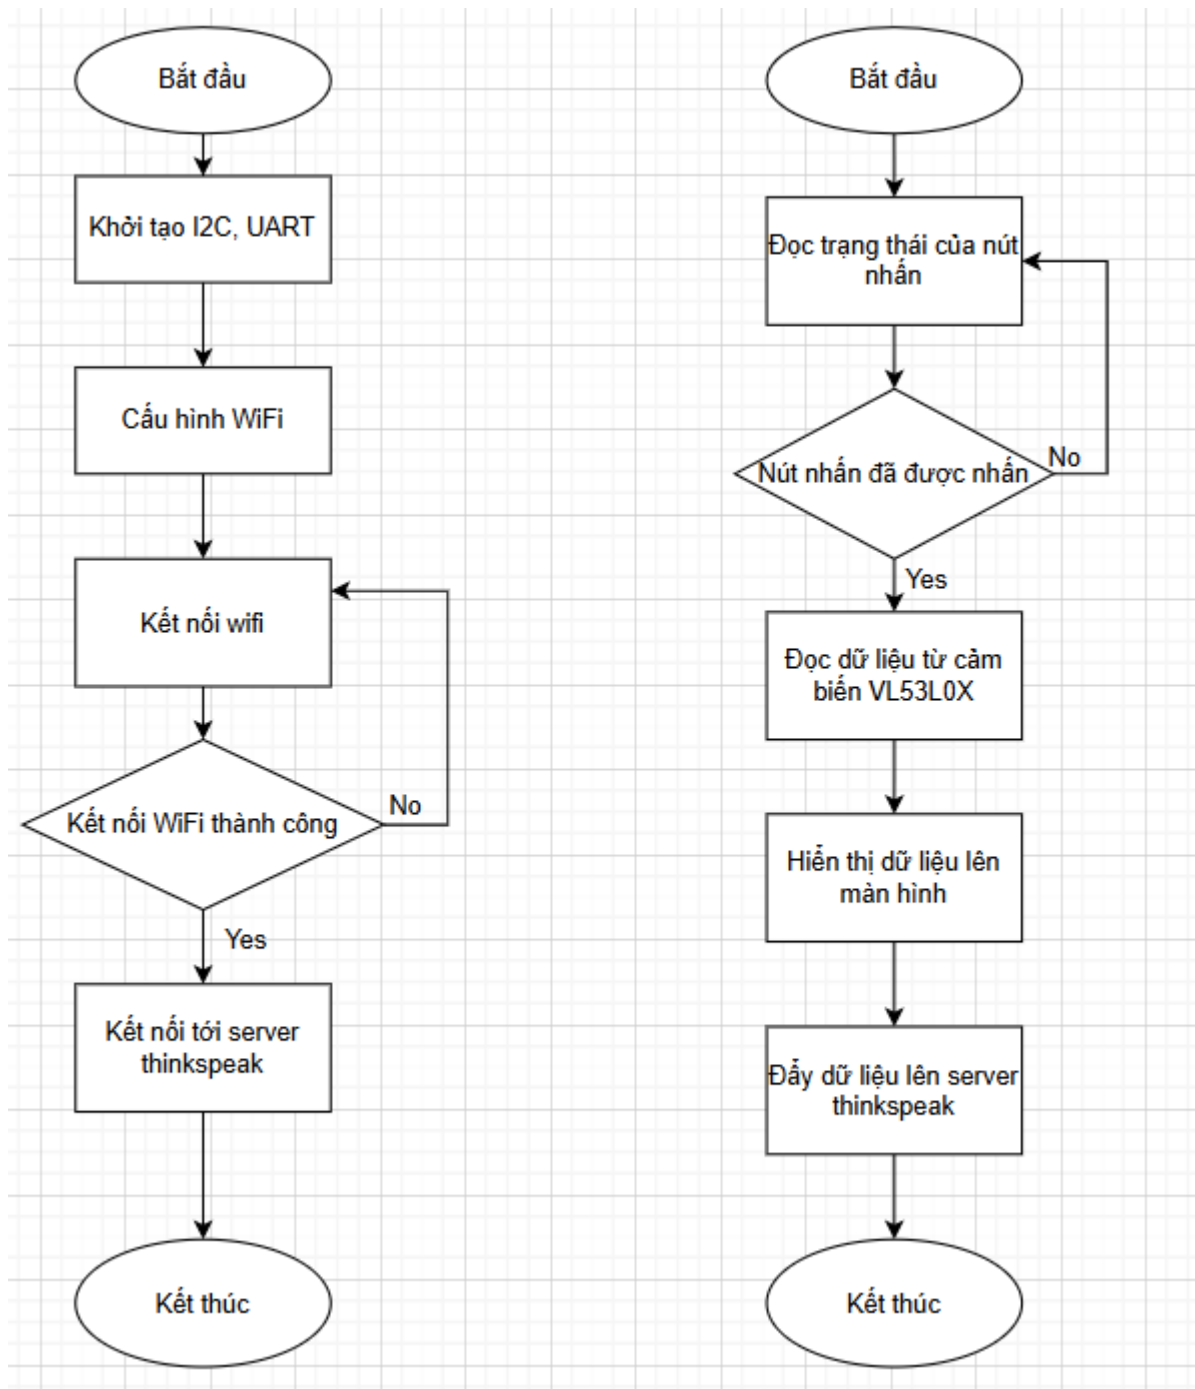 Bắt đầu
Khởi tạo I2C, UART
Cấu hình WiFi
Kết nối wifi
Kết nối WiFi thành công
No
Yes
Kết nối tới server
thinkspeak
Kết thúc
Bắt đầu
Đọc trạng thái của nút
nhấn
Nút nhấn đã được nhấn
No
Yes
Đọc dữ liệu từ cảm
biến VL53L0X
Hiển thị dữ liệu lên
màn hình
Đẩy dữ liệu lên server
thinkspeak
Kết thúc